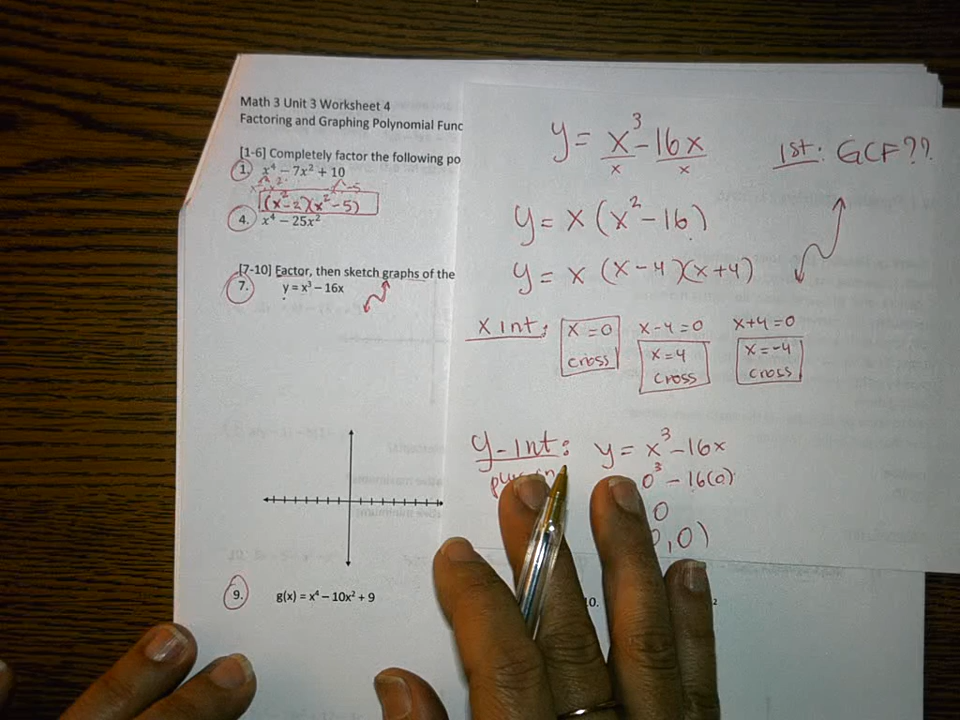 Math 3 Unit 3 Worksheet 4
Factoring and Graphing Polynomial Func
[1-6] Completely factor the following po
1. x⁴ − 7x² + 10
(x²−2)(x²−5)
4. x⁴ − 25x²
[7-10] Factor, then sketch graphs of the
7. y = x³ − 16x
9. g(x) = x⁴ − 10x² + 9
10.
y = x³ − 16x
x x
1st: GCF??
y = x (x² − 16)
y = x (x − 4)(x + 4)
x int: x = 0 x − 4 = 0 x + 4 = 0
cross x = 4 x = −4
cross cross
y-int: y = x³ − 16x
0³ − 16(0)
0
,0)